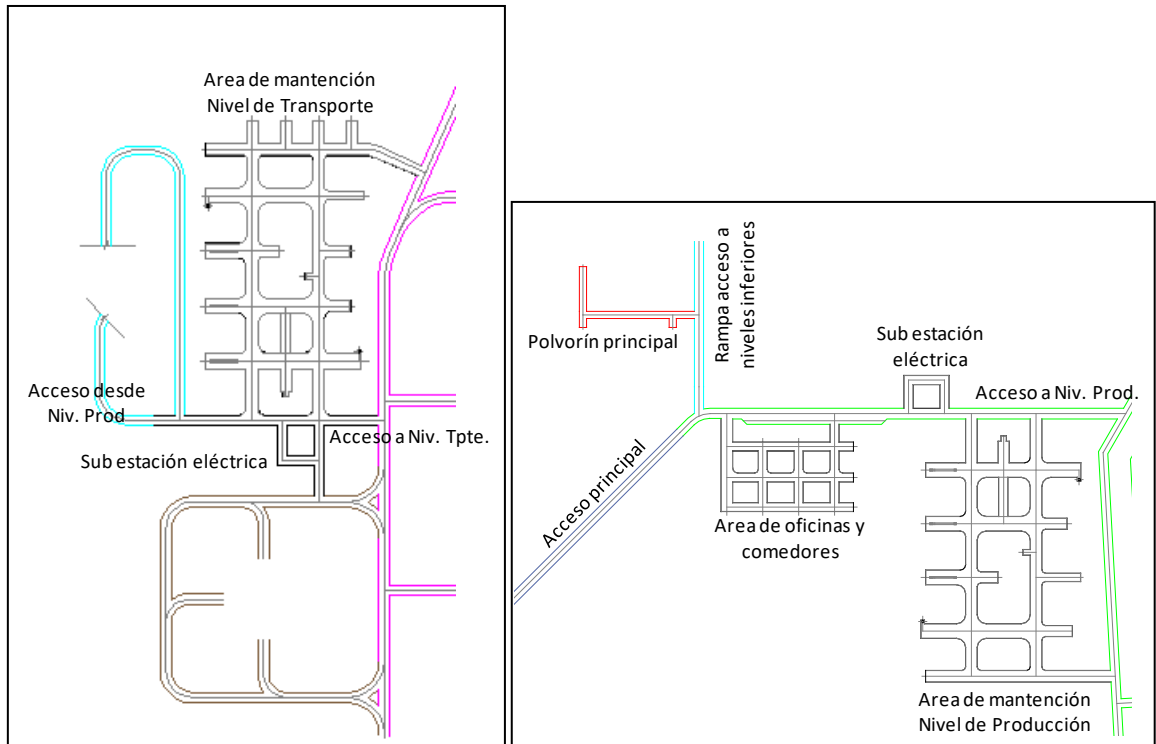 Area de mantención
Nivel de Transporte
Acceso desde
Niv. Prod
Acceso a Niv. Tpte.
Sub estación eléctrica
Rampa acceso a
niveles inferiores
Polvorín principal
Sub estación
eléctrica
Acceso a Niv. Prod.
Acceso principal
Area de oficinas y
comedores
Area de mantención
Nivel de Producción